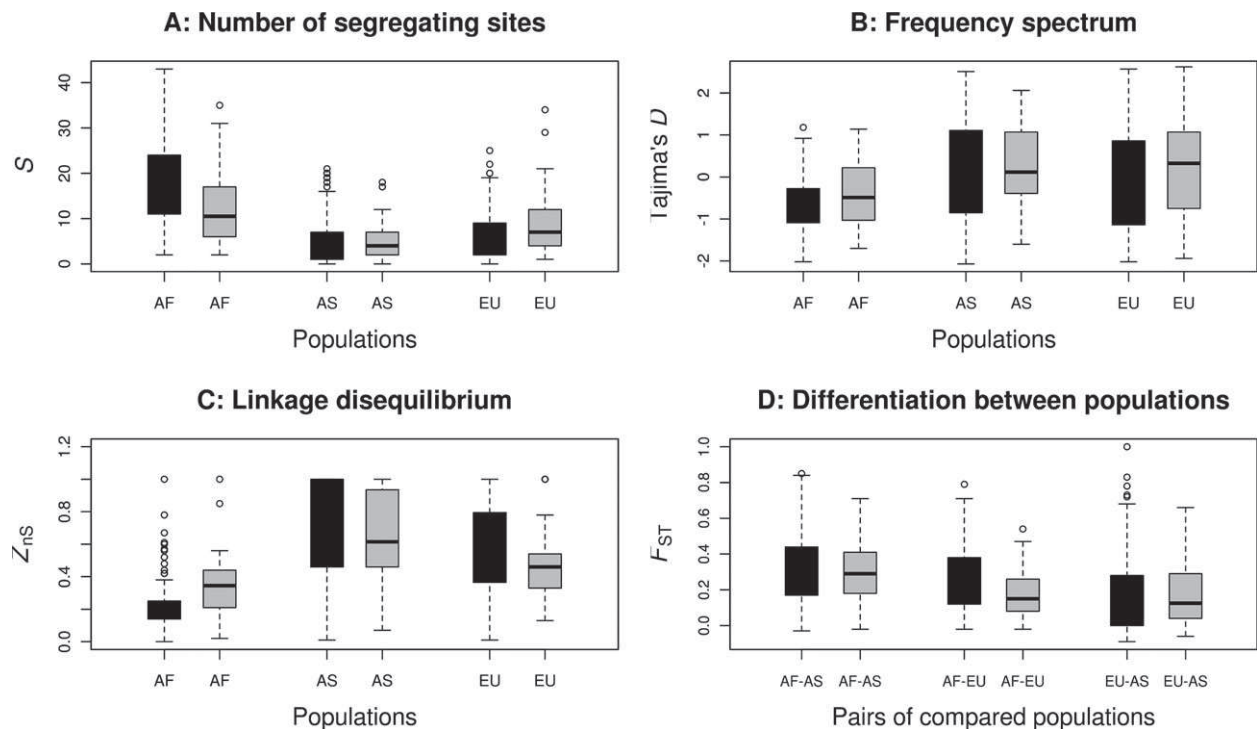 A: Number of segregating sites
S
40
30
20
10
0
AF AF AS AS EU EU
Populations
B: Frequency spectrum
Tajima's D
2
1
0
-1
-2
AF AF AS AS EU EU
Populations
C: Linkage disequilibrium
ZnS
1.2
0.8
0.4
0.0
AF AF AS AS EU EU
Populations
D: Differentiation between populations
FST
1.0
0.8
0.6
0.4
0.2
0.0
AF-AS AF-AS AF-EU AF-EU EU-AS EU-AS
Pairs of compared populations